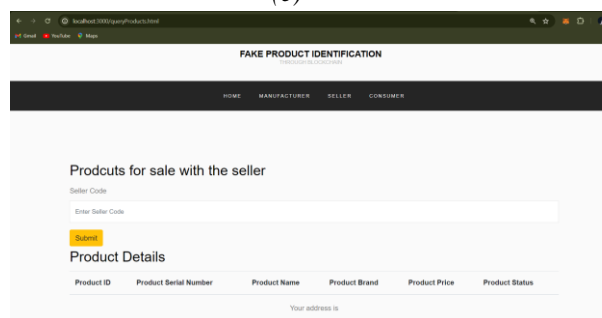 localhost:3000/queryProducts.html
Gmail YouTube Maps
FAKE PRODUCT IDENTIFICATION
THROUGH BLOCKCHAIN
HOME MANUFACTURER SELLER CONSUMER
Prodcuts for sale with the seller
Seller Code
Enter Seller Code
Submit
Product Details
Product ID Product Serial Number Product Name Product Brand Product Price Product Status
Your address is